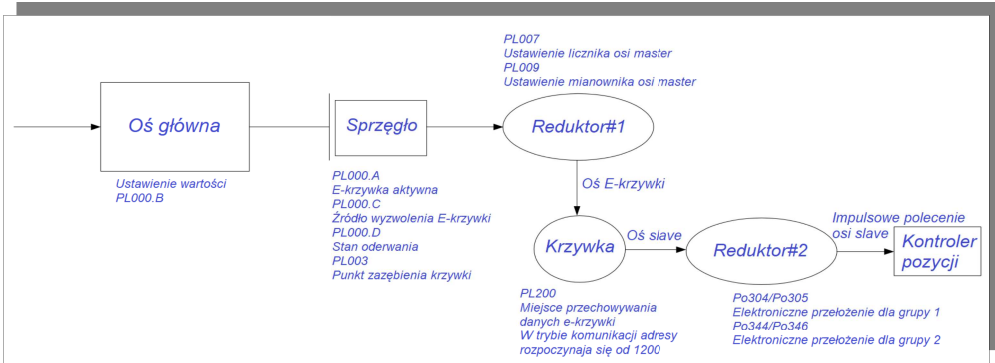 PL007
Ustawienie licznika osi master
PL009
Ustawienie mianownika osi master
Oś główna
Sprzęgło
Reduktor#1
Ustawienie wartości
PL000.B
PL000.A
E-krzywka aktywna
PL000.C
Źródło wyzwolenia E-krzywki
PL000.D
Stan oderwania
PL003
Punkt zazębienia krzywki
Oś E-krzywki
Krzywka
Oś slave
Reduktor#2
Impulsowe polecenie
osi slave
Kontroler
pozycji
PL200
Miejsce przechowywania
danych e-krzywki
W trybie komunikacji adresy
rozpoczynaja się od 1200
Po304/Po305
Elektroniczne przełożenie dla grupy 1
Po344/Po346
Elektroniczne przełożenie dla grupy 2